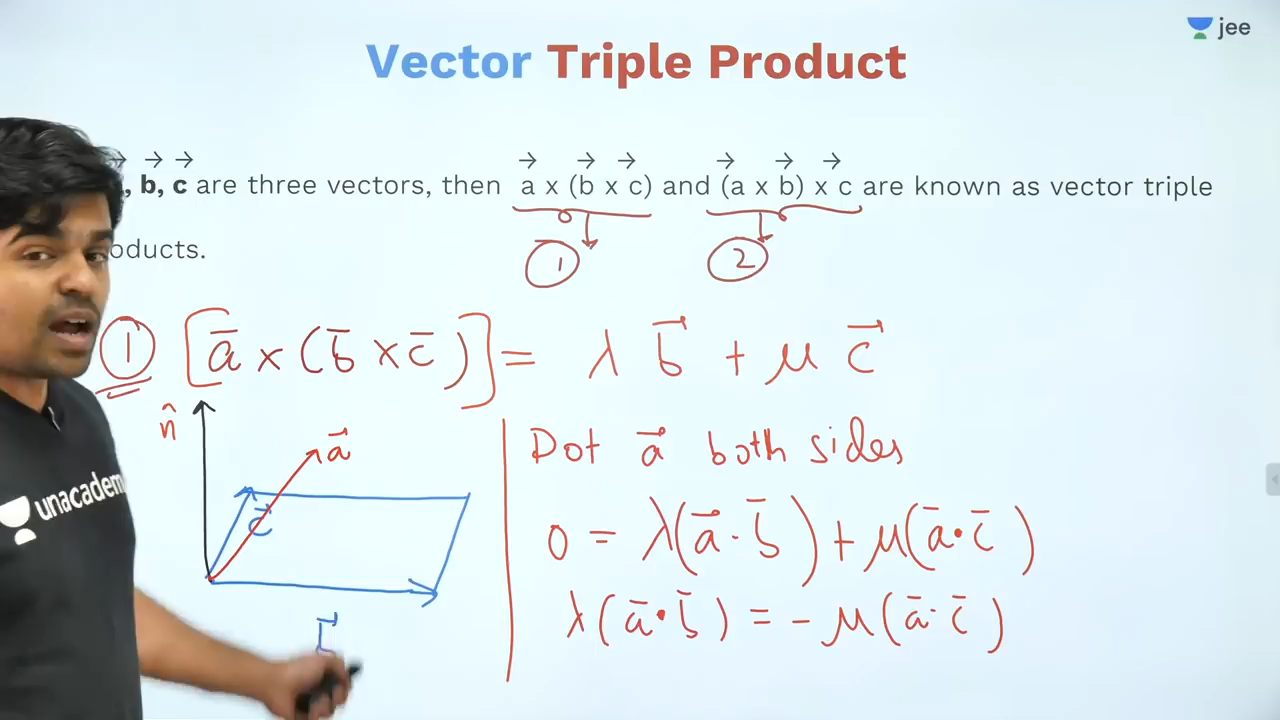 jee
Vector Triple Product
, b, c are three vectors, then a x (b x c) and (a x b) x c are known as vector triple
oducts.
① ②
① [a̅ × (b̅ × c̅)] = λ b⃗ + μ c⃗
n̂
a⃗
c⃗
Dot a⃗ both sides
0 = λ(a̅ · b̅) + μ(a̅ · c̅)
λ(a̅ · b̅) = - μ(a̅ · c̅)
unacadem